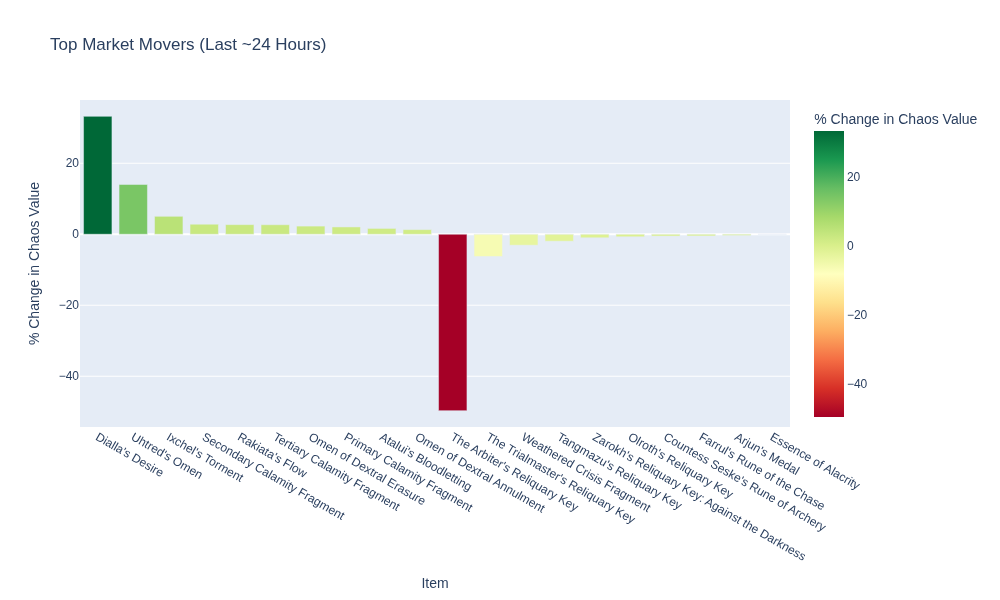 Top Market Movers (Last ~24 Hours)
% Change in Chaos Value
20
0
−20
−40
% Change in Chaos Value
20
0
−20
−40
Dialla's Desire
Uhtred's Omen
Ixchel's Torment
Secondary Calamity Fragment
Rakiata's Flow
Tertiary Calamity Fragment
Omen of Dextral Erasure
Primary Calamity Fragment
Atalui's Bloodletting
Omen of Dextral Annulment
The Arbiter's Reliquary Key
The Trialmaster's Reliquary Key
Weathered Crisis Fragment
Tangmazu's Reliquary Key
Zarokh's Reliquary Key: Against the Darkness
Olroth's Reliquary Key
Countess Seske's Rune of Archery
Farrul's Rune of the Chase
Arjun's Medal
Essence of Alacrity
Item